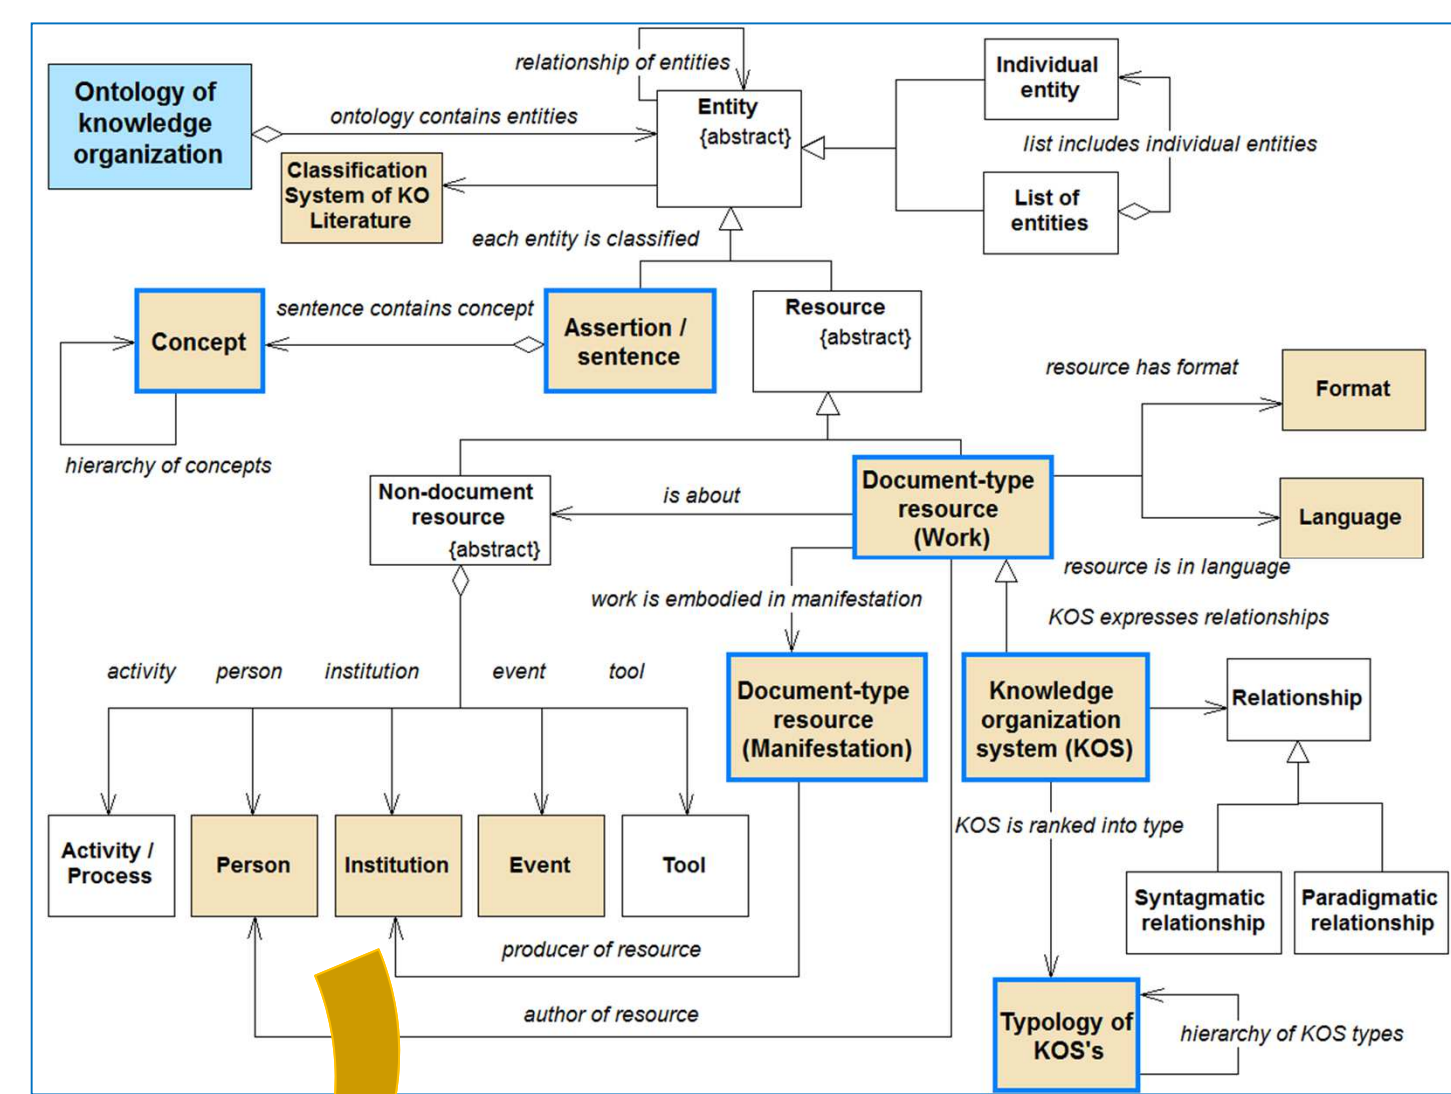 relationship of entities
Ontology of
knowledge
organization
ontology contains entities
Entity
{abstract}
Individual
entity
list includes individual entities
Classification
System of KO
Literature
List of
entities
each entity is classified
Concept
sentence contains concept
Assertion /
sentence
Resource
{abstract}
hierarchy of concepts
resource has format
Format
Non-document
resource
{abstract}
is about
Document-type
resource
(Work)
Language
resource is in language
work is embodied in manifestation
KOS expresses relationships
activity
person
institution
event
tool
Document-type
resource
(Manifestation)
Knowledge
organization
system (KOS)
Relationship
Activity /
Process
Person
Institution
Event
Tool
KOS is ranked into type
Syntagmatic
relationship
Paradigmatic
relationship
producer of resource
author of resource
Typology of
KOS's
hierarchy of KOS types